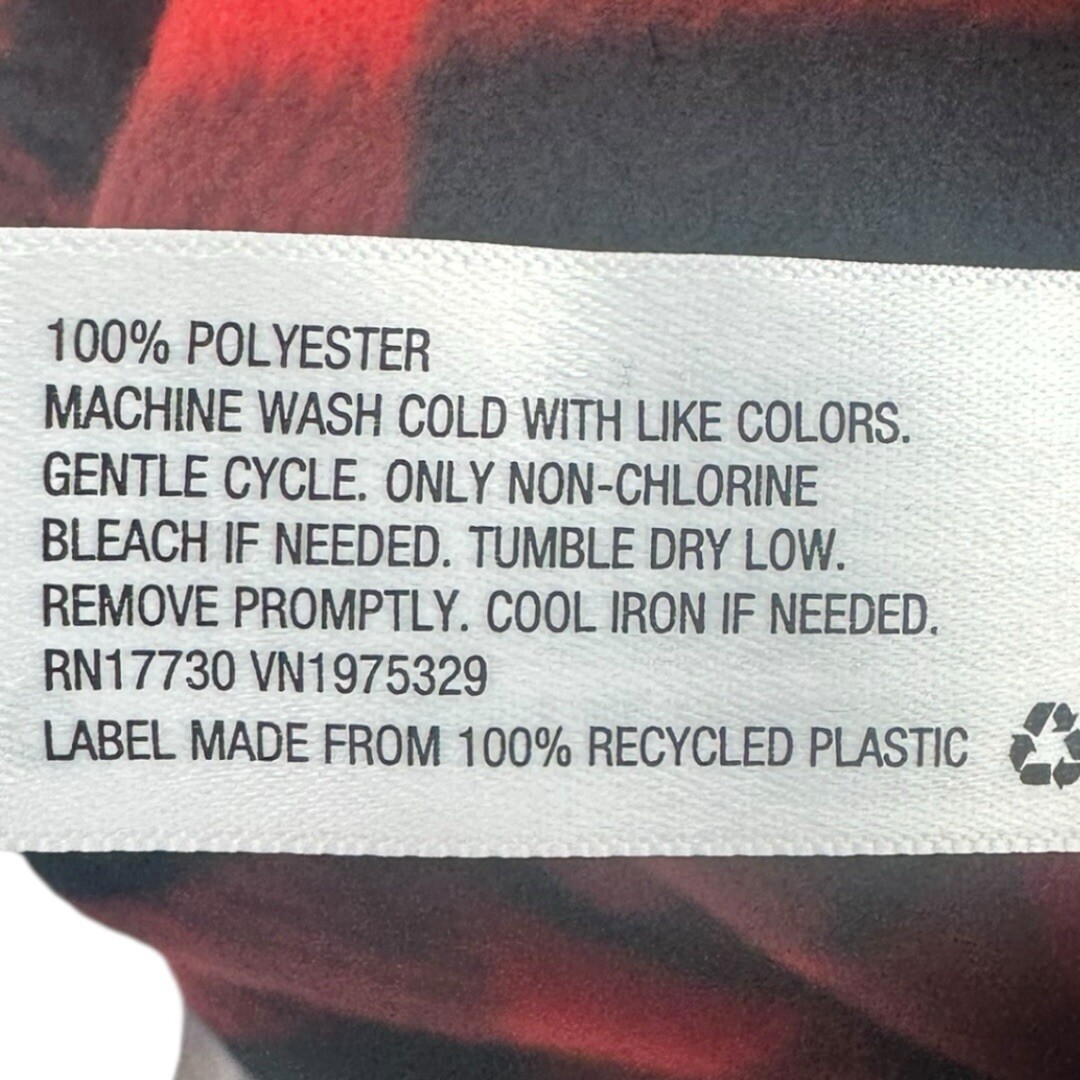 100% POLYESTER
MACHINE WASH COLD WITH LIKE COLORS.
GENTLE CYCLE. ONLY NON-CHLORINE
BLEACH IF NEEDED. TUMBLE DRY LOW.
REMOVE PROMPTLY. COOL IRON IF NEEDED.
RN17730 VN1975329
LABEL MADE FROM 100% RECYCLED PLASTIC